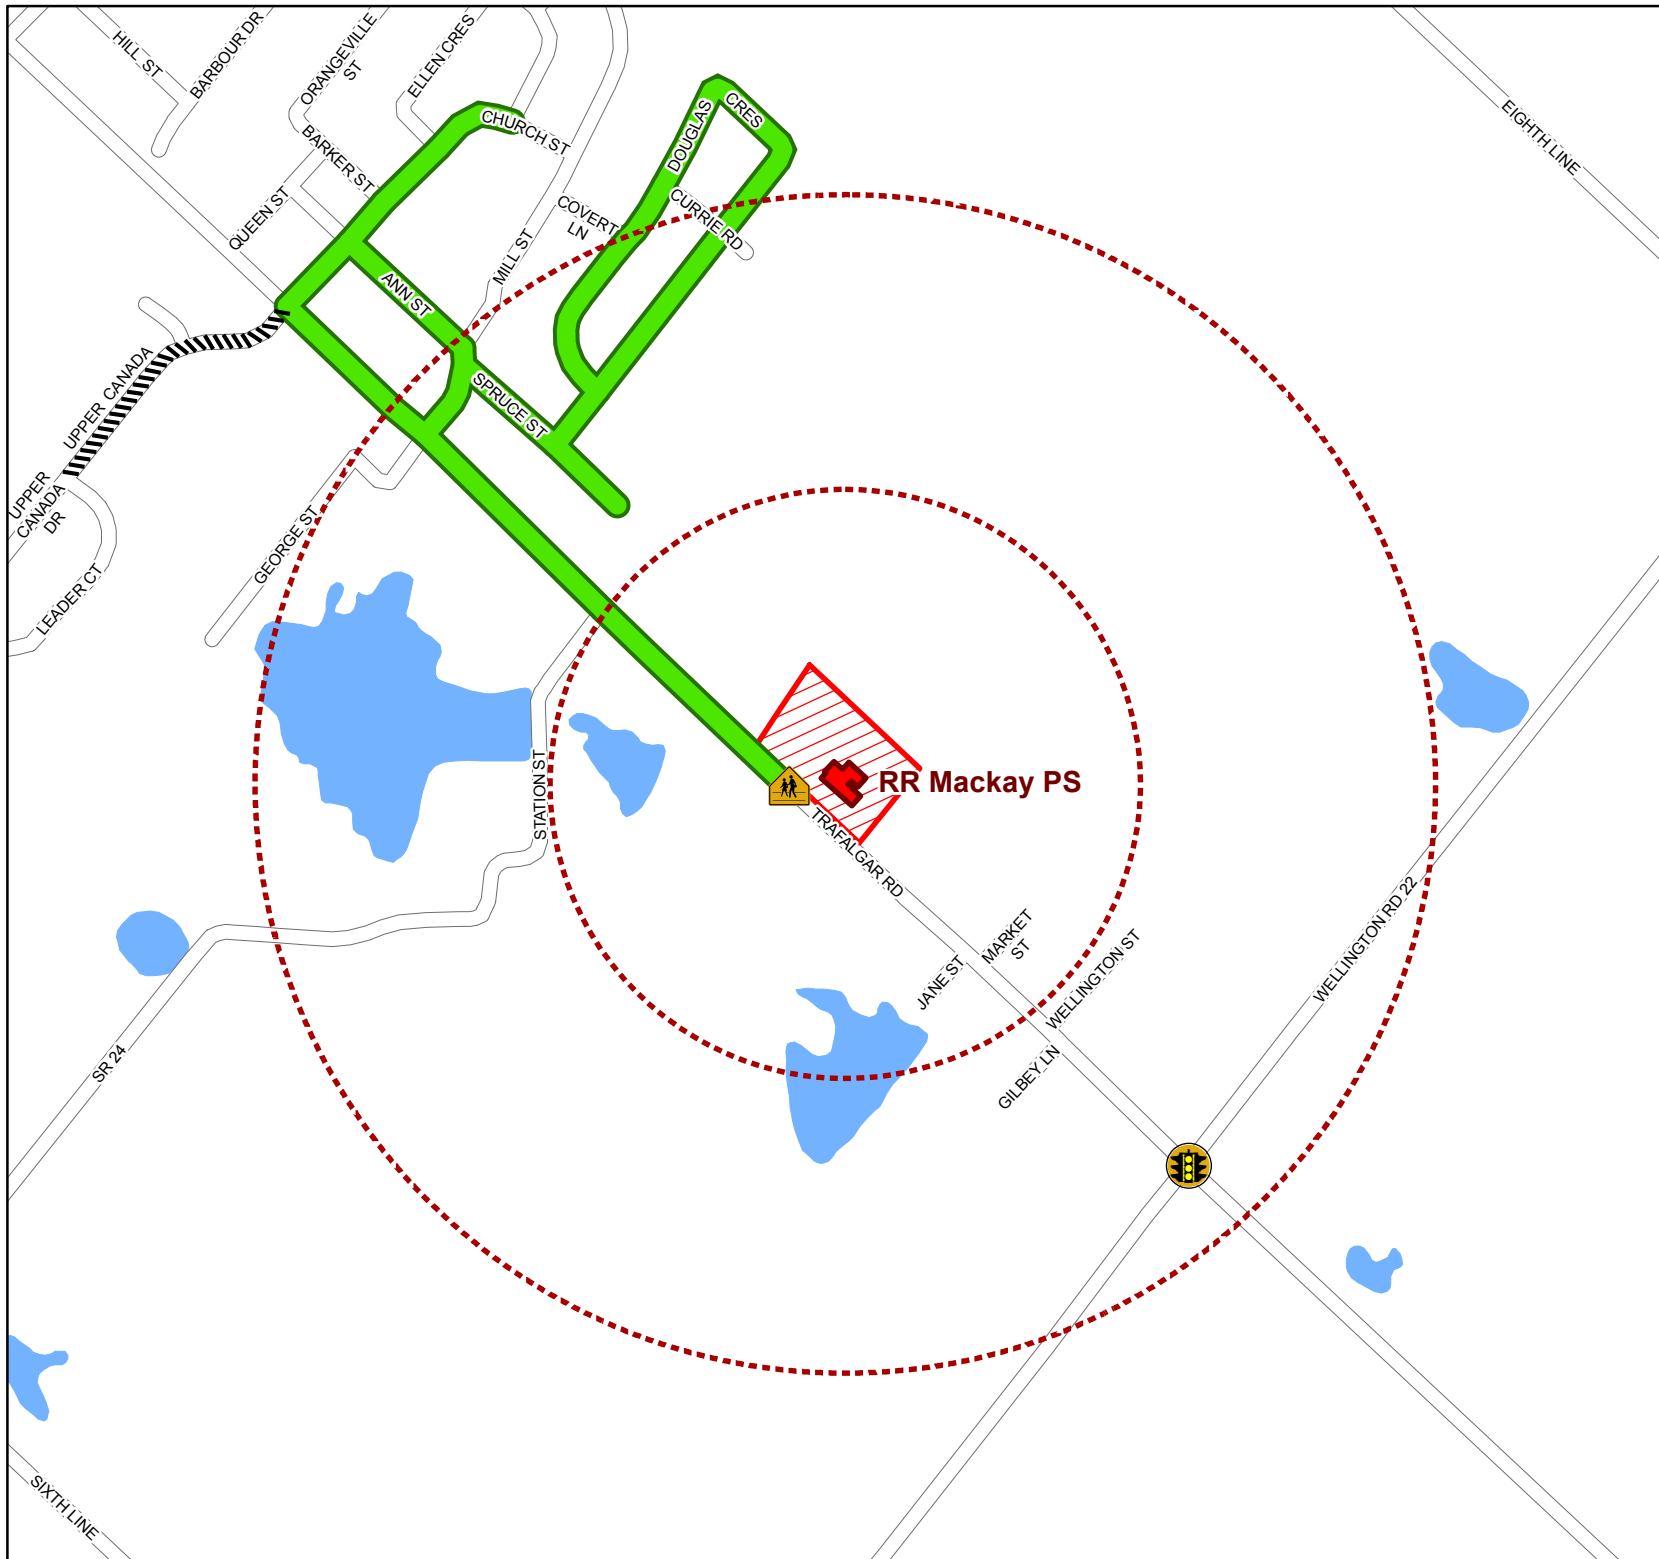 HILL ST
BARBOUR DR
ORANGEVILLE
ST
ELLEN CRES
EIGHTH LINE
CHURCH ST
DOUGLAS
CRES
BARKER ST
QUEEN ST
COVERT
LN
CURRIE RD
MILL ST
ANN ST
UPPER CANADA
SPRUCE ST
UPPER
CANADA
DR
GEORGE ST
LEADER CT
STATION ST
RR Mackay PS
TRAFALGAR RD
MARKET
ST
JANE ST
WELLINGTON ST
WELLINGTON RD 22
GILBEY LN
SR 24
SIXTH LINE